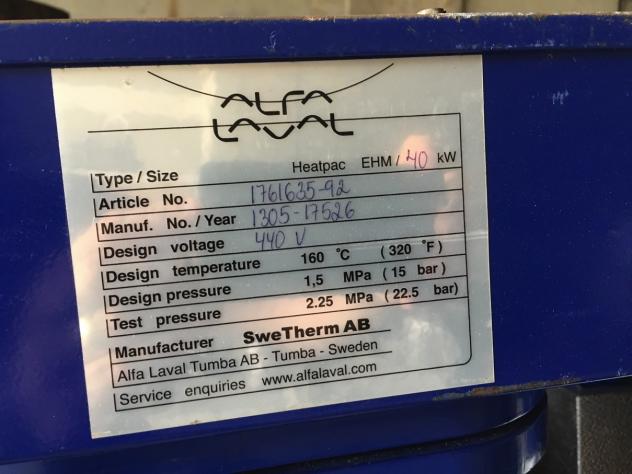 ALFA
LAVAL
Type / Size Heatpac EHM / 40 kW
Article No. 1761635-92
Manuf. No. / Year 1305-17526
Design voltage 440 V
Design temperature 160 °C ( 320 °F)
Design pressure 1,5 MPa ( 15 bar)
Test pressure 2.25 MPa ( 22.5 bar)
Manufacturer SweTherm AB
Alfa Laval Tumba AB - Tumba - Sweden
Service enquiries www.alfalaval.com